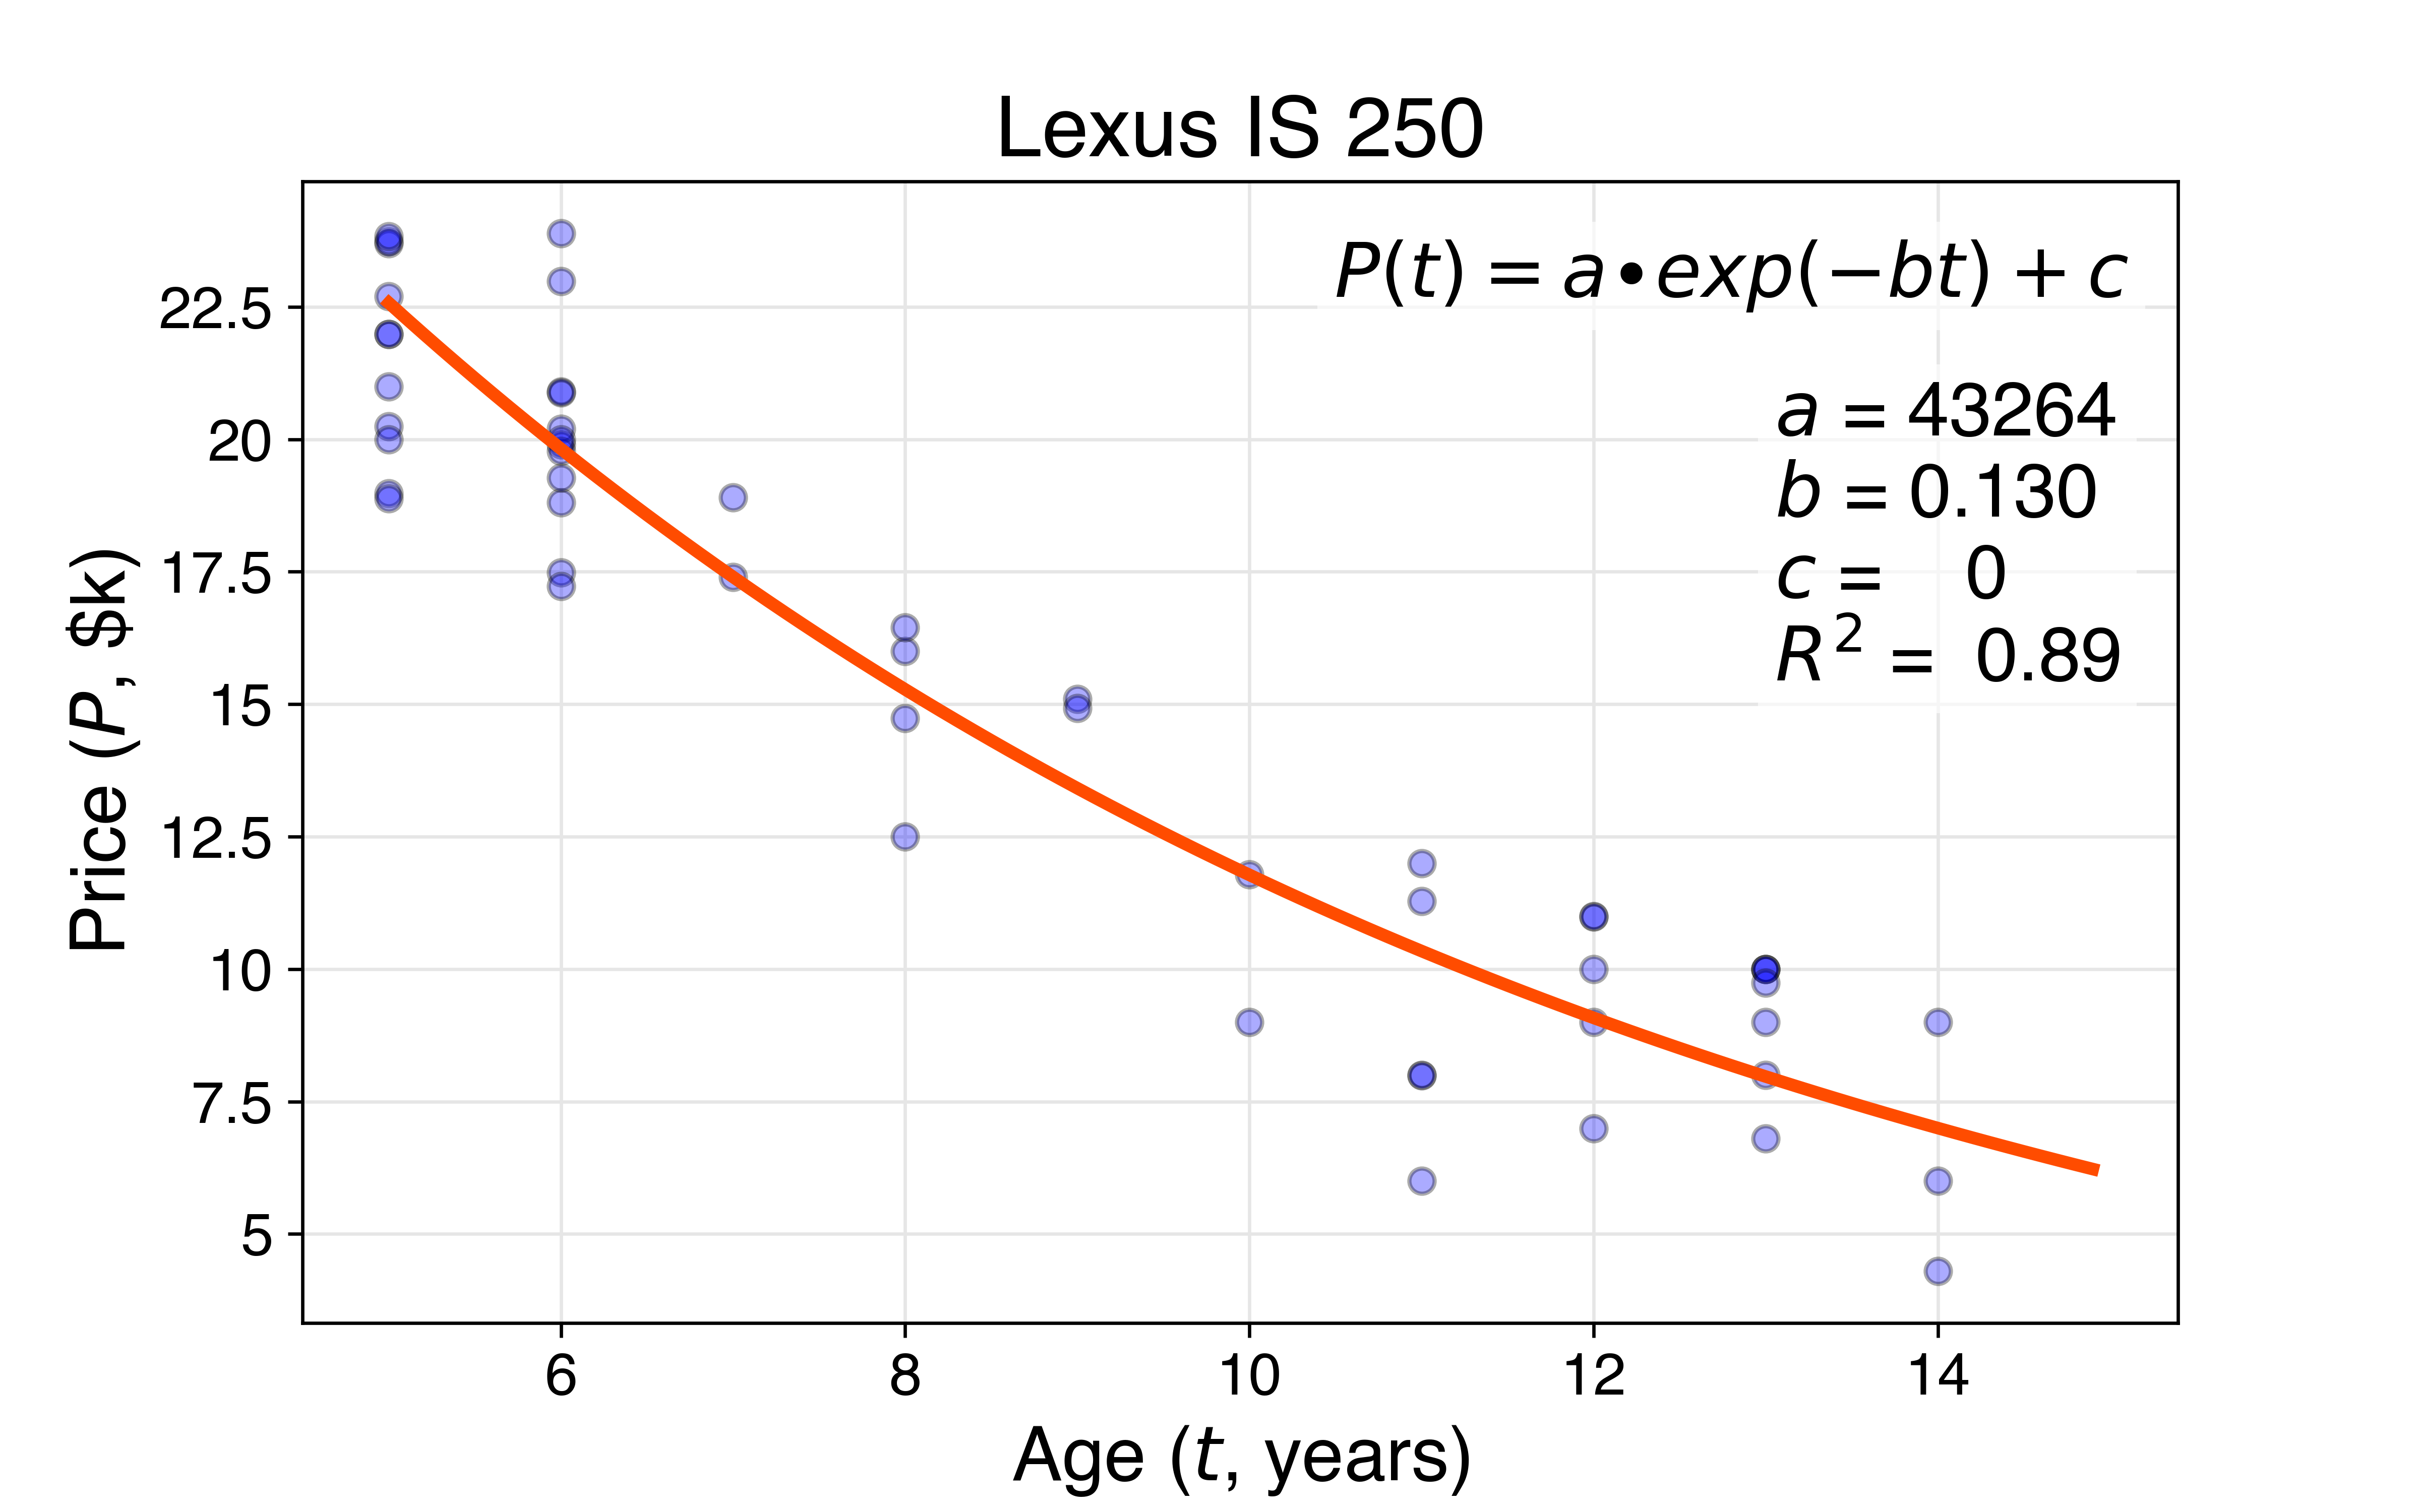 Lexus IS 250
P(t) = a•exp(−bt) + c
a = 43264
b = 0.130
c = 0
R² = 0.89
Price (P, $k)
22.5
20
17.5
15
12.5
10
7.5
5
6 8 10 12 14
Age (t, years)